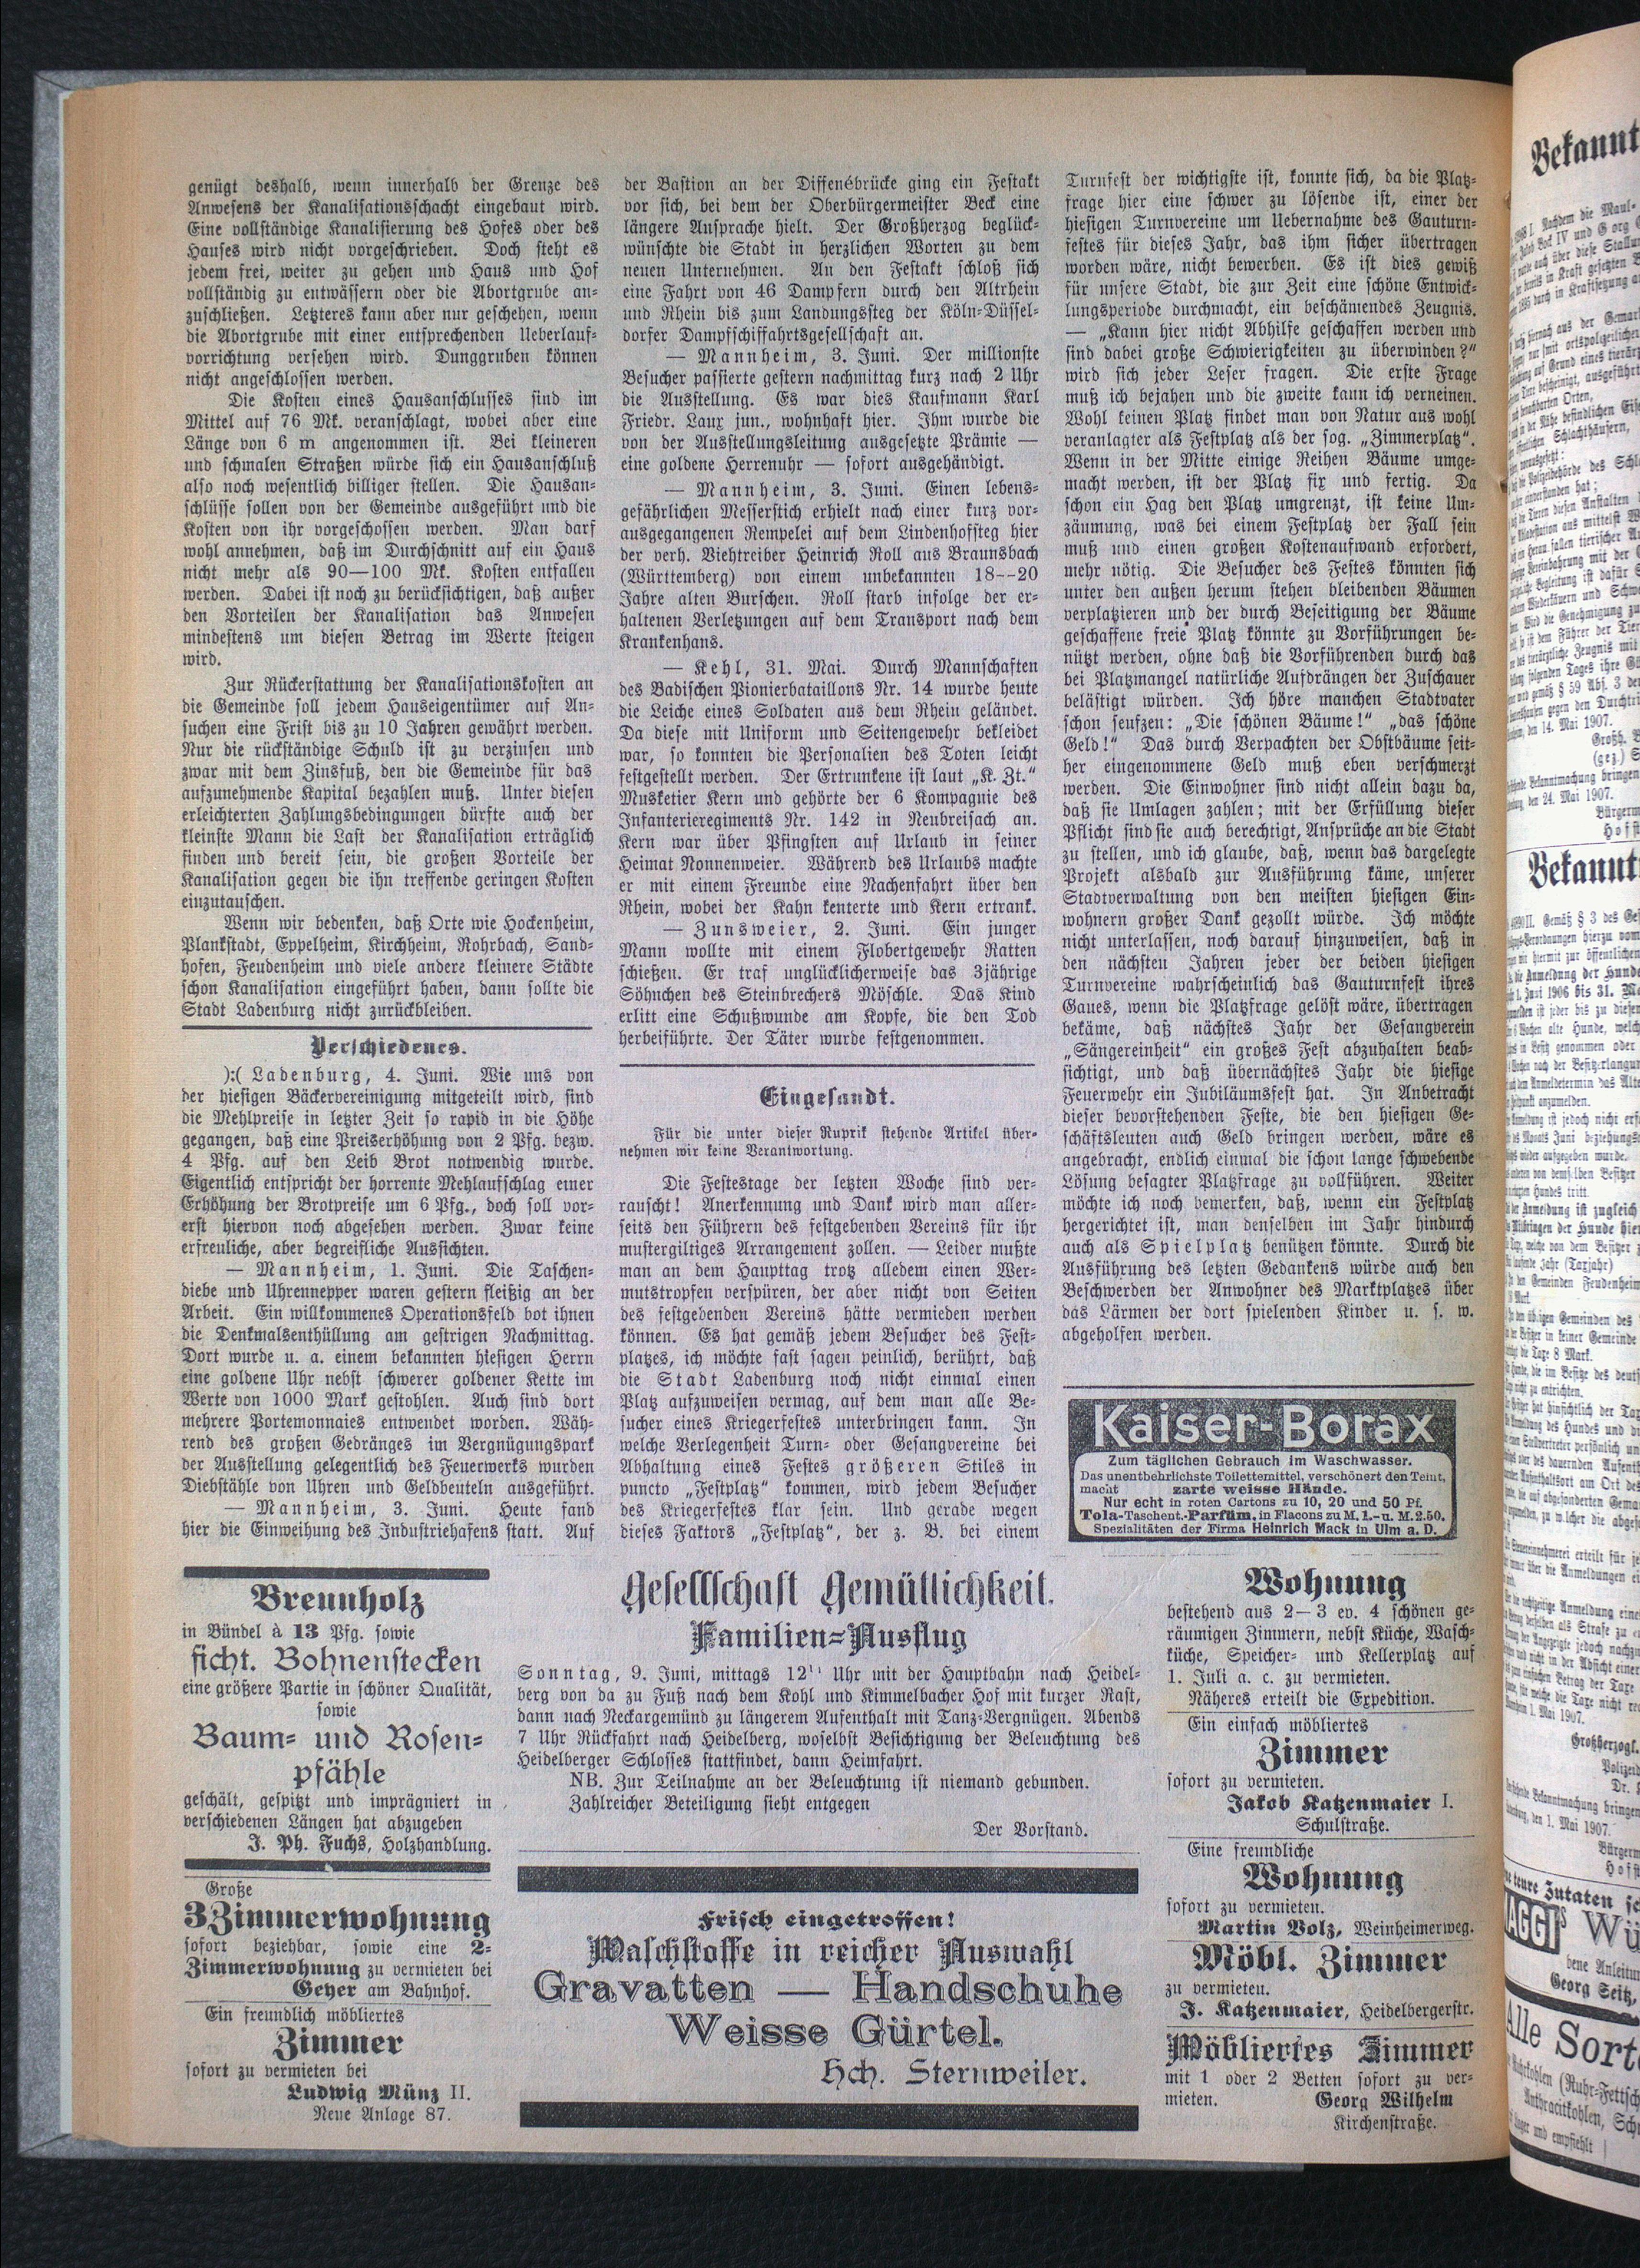 genügt deshalb, wenn innerhalb der Grenze des
Anwesens der Kanalisationsschacht eingebaut wird.
Eine vollständige Kanalisierung des Hofes oder des
Hauses wird nicht vorgeschrieben. Doch steht es
jedem frei, weiter zu gehen und Haus und Hof
vollständig zu entwässern oder die Abortgrube an-
zuschließen. Letzteres kann aber nur geschehen, wenn
die Abortgrube mit einer entsprechenden Ueberlauf-
vorrichtung versehen wird. Dunggruben können
nicht angeschlossen werden.
Die Kosten eines Hausanschlusses sind im
Mittel auf 76 Mk. veranschlagt, wobei aber eine
Länge von 6 m angenommen ist. Bei kleineren
und schmalen Straßen würde sich ein Hausanschluß
also noch wesentlich billiger stellen. Die Hausan-
schlüsse sollen von der Gemeinde ausgeführt und die
Kosten von ihr vorgeschossen werden. Man darf
wohl annehmen, daß im Durchschnitt auf ein Haus
nicht mehr als 90—100 Mk. Kosten entfallen
werden. Dabei ist noch zu berücksichtigen, daß außer
den Vorteilen der Kanalisation das Anwesen
mindestens um diesen Betrag im Werte steigen
wird.
Zur Rückerstattung der Kanalisationskosten an
die Gemeinde soll jedem Hauseigentümer auf An-
suchen eine Frist bis zu 10 Jahren gewährt werden.
Nur die rückständige Schuld ist zu verzinsen und
zwar mit dem Zinsfuß, den die Gemeinde für das
aufzunehmende Kapital bezahlen muß. Unter diesen
erleichterten Zahlungsbedingungen dürfte auch der
kleinste Mann die Last der Kanalisation erträglich
finden und bereit sein, die großen Vorteile der
Kanalisation gegen die ihn treffende geringen Kosten
einzutauschen.
Wenn wir bedenken, daß Orte wie Hockenheim,
Plankstadt, Eppelheim, Kirchheim, Rohrbach, Sand-
hofen, Feudenheim und viele andere kleinere Städte
schon Kanalisation eingeführt haben, dann sollte die
Stadt Ladenburg nicht zurückbleiben.
Verschiedenes.
):( Ladenburg, 4. Juni. Wie uns von
der hiesigen Bäckervereinigung mitgeteilt wird, sind
die Mehlpreise in letzter Zeit so rapid in die Höhe
gegangen, daß eine Preiserhöhung von 2 Pfg. bezw.
4 Pfg. auf den Leib Brot notwendig wurde.
Eigentlich entspricht der horrente Mehlaufschlag einer
Erhöhung der Brotpreise um 6 Pfg., doch soll vor-
erst hiervon noch abgesehen werden. Zwar keine
erfreuliche, aber begreifliche Aussichten.
— Mannheim, 1. Juni. Die Taschen-
diebe und Uhrennepper waren gestern fleißig an der
Arbeit. Ein willkommenes Operationsfeld bot ihnen
die Denkmalsenthüllung am gestrigen Nachmittag.
Dort wurde u. a. einem bekannten hiesigen Herrn
eine goldene Uhr nebst schwerer goldener Kette im
Werte von 1000 Mark gestohlen. Auch sind dort
mehrere Portemonnaies entwendet worden. Wäh-
rend des großen Gedränges im Vergnügungspark
der Ausstellung gelegentlich des Feuerwerks wurden
Diebstähle von Uhren und Geldbeuteln ausgeführt.
— Mannheim, 3. Juni. Heute fand
hier die Einweihung des Industriehafens statt. Auf
der Bastion an der Diffenébrücke ging ein Festakt
vor sich, bei dem der Oberbürgermeister Beck eine
längere Ansprache hielt. Der Großherzog beglück-
wünschte die Stadt in herzlichen Worten zu dem
neuen Unternehmen. An den Festakt schloß sich
eine Fahrt von 46 Dampfern durch den Altrhein
und Rhein bis zum Landungssteg der Köln-Düssel-
dorfer Dampfschiffahrtsgesellschaft an.
— Mannheim, 3. Juni. Der millionste
Besucher passierte gestern nachmittag kurz nach 2 Uhr
die Ausstellung. Es war dies Kaufmann Karl
Friedr. Laux jun., wohnhaft hier. Ihm wurde die
von der Ausstellungsleitung ausgesetzte Prämie —
eine goldene Herrenuhr — sofort ausgehändigt.
— Mannheim, 3. Juni. Einen lebens-
gefährlichen Messerstich erhielt nach einer kurz vor-
ausgegangenen Rempelei auf dem Lindenhofsteg hier
der verh. Viehtreiber Heinrich Roll aus Braunsbach
(Württemberg) von einem unbekannten 18--20
Jahre alten Burschen. Roll starb infolge der er-
haltenen Verletzungen auf dem Transport nach dem
Krankenhaus.
— Kehl, 31. Mai. Durch Mannschaften
des Badischen Pionierbataillons Nr. 14 wurde heute
die Leiche eines Soldaten aus dem Rhein geländet.
Da diese mit Uniform und Seitengewehr bekleidet
war, so konnten die Personalien des Toten leicht
festgestellt werden. Der Ertrunkene ist laut „K. Zt.“
Musketier Kern und gehörte der 6 Kompagnie des
Infanterieregiments Nr. 142 in Neubreisach an.
Kern war über Pfingsten auf Urlaub in seiner
Heimat Nonnenweier. Während des Urlaubs machte
er mit einem Freunde eine Nachenfahrt über den
Rhein, wobei der Kahn kenterte und Kern ertrank.
— Zunsweier, 2. Juni. Ein junger
Mann wollte mit einem Flobertgewehr Ratten
schießen. Er traf unglücklicherweise das 3jährige
Söhnchen des Steinbrechers Möschle. Das Kind
erlitt eine Schußwunde am Kopfe, die den Tod
herbeiführte. Der Täter wurde festgenommen.
Eingesandt.
Für die unter dieser Ruprik stehende Artikel über-
nehmen wir keine Verantwortung.
Die Festestage der letzten Woche sind ver-
rauscht! Anerkennung und Dank wird man aller-
seits den Führern des festgebenden Vereins für ihr
mustergiltiges Arrangement zollen. — Leider mußte
man an dem Haupttag trotz alledem einen Wer-
mutstropfen verspüren, der aber nicht von Seiten
des festgebenden Vereins hätte vermieden werden
können. Es hat gemäß jedem Besucher des Fest-
platzes, ich möchte fast sagen peinlich, berührt, daß
die Stadt Ladenburg noch nicht einmal einen
Platz aufzuweisen vermag, auf dem man alle Be-
sucher eines Kriegerfestes unterbringen kann. In
welche Verlegenheit Turn- oder Gesangvereine bei
Abhaltung eines Festes größeren Stiles in
puncto „Festplatz“ kommen, wird jedem Besucher
des Kriegerfestes klar sein. Und gerade wegen
dieses Faktors „Festplatz“, der z. B. bei einem
Turnfest der wichtigste ist, konnte sich, da die Platz-
frage hier eine schwer zu lösende ist, einer der
hiesigen Turnvereine um Uebernahme des Gauturn-
festes für dieses Jahr, das ihm sicher übertragen
worden wäre, nicht bewerben. Es ist dies gewiß
für unsere Stadt, die zur Zeit eine schöne Entwick-
lungsperiode durchmacht, ein beschämendes Zeugnis.
— „Kann hier nicht Abhilfe geschaffen werden und
sind dabei große Schwierigkeiten zu überwinden?“
wird sich jeder Leser fragen. Die erste Frage
muß ich bejahen und die zweite kann ich verneinen.
Wohl keinen Platz findet man von Natur aus wohl
veranlagter als Festplatz als der sog. „Zimmerplatz“.
Wenn in der Mitte einige Reihen Bäume umge-
macht werden, ist der Platz fix und fertig. Da
schon ein Hag den Platz umgrenzt, ist keine Um-
zäumung, was bei einem Festplatz der Fall sein
muß und einen großen Kostenaufwand erfordert,
mehr nötig. Die Besucher des Festes könnten sich
unter den außen herum stehen bleibenden Bäumen
verplatzieren und der durch Beseitigung der Bäume
geschaffene freie Platz könnte zu Vorführungen be-
nützt werden, ohne daß die Vorführenden durch das
bei Platzmangel natürliche Aufdrängen der Zuschauer
belästigt würden. Ich höre manchen Stadtvater
schon seufzen: „Die schönen Bäume!“ „das schöne
Geld!“ Das durch Verpachten der Obstbäume seit-
her eingenommene Geld muß eben verschmerzt
werden. Die Einwohner sind nicht allein dazu da,
daß sie Umlagen zahlen; mit der Erfüllung dieser
Pflicht sind sie auch berechtigt, Ansprüche an die Stadt
zu stellen, und ich glaube, daß, wenn das dargelegte
Projekt alsbald zur Ausführung käme, unserer
Stadtverwaltung von den meisten hiesigen Ein-
wohnern großer Dank gezollt würde. Ich möchte
nicht unterlassen, noch darauf hinzuweisen, daß in
den nächsten Jahren jeder der beiden hiesigen
Turnvereine wahrscheinlich das Gauturnfest ihres
Gaues, wenn die Platzfrage gelöst wäre, übertragen
bekäme, daß nächstes Jahr der Gesangverein
„Sängereinheit“ ein großes Fest abzuhalten beab-
sichtigt, und daß übernächstes Jahr die hiesige
Feuerwehr ein Jubiläumsfest hat. In Anbetracht
dieser bevorstehenden Feste, die den hiesigen Ge-
schäftsleuten auch Geld bringen werden, wäre es
angebracht, endlich einmal die schon lange schwebende
Lösung besagter Platzfrage zu vollführen. Weiter
möchte ich noch bemerken, daß, wenn ein Festplatz
hergerichtet ist, man denselben im Jahr hindurch
auch als Spielplatz benützen könnte. Durch die
Ausführung des letzten Gedankens würde auch den
Beschwerden der Anwohner des Marktplatzes über
das Lärmen der dort spielenden Kinder u. s. w.
abgeholfen werden.
Kaiser-Borax
Zum täglichen Gebrauch im Waschwasser.
Das unentbehrlichste Toilettemittel, verschönert den Teint,
macht zarte weisse Hände.
Nur echt in roten Cartons zu 10, 20 und 50 Pf.
Tola-Taschent.-Parfüm, in Flacons zu M. 1.- u. M. 2.50.
Spezialitäten der Firma Heinrich Mack in Ulm a. D.
Brennholz
in Bündel à 13 Pfg. sowie
ficht. Bohnenstecken
eine größere Partie in schöner Qualität,
sowie
Baum- und Rosen-
pfähle
geschält, gespitzt und imprägniert in
verschiedenen Längen hat abzugeben
J. Ph. Fuchs, Holzhandlung.
Große
3Zimmerwohnung
sofort beziehbar, sowie eine 2-
Zimmerwohnung zu vermieten bei
Geyer am Bahnhof.
Ein freundlich möbliertes
Zimmer
sofort zu vermieten bei
Ludwig Münz II.
Neue Anlage 87.
Gesellschaft Gemütlichkeit.
Familien-Ausflug
Sonntag, 9. Juni, mittags 12¹¹ Uhr mit der Hauptbahn nach Heidel-
berg von da zu Fuß nach dem Kohl und Kimmelbacher Hof mit kurzer Rast,
dann nach Neckargemünd zu längerem Aufenthalt mit Tanz-Vergnügen. Abends
7 Uhr Rückfahrt nach Heidelberg, woselbst Besichtigung der Beleuchtung des
Heidelberger Schlosses stattfindet, dann Heimfahrt.
NB. Zur Teilnahme an der Beleuchtung ist niemand gebunden.
Zahlreicher Beteiligung sieht entgegen
Der Vorstand.
Frisch eingetroffen!
Waschstoffe in reicher Auswahl
Gravatten — Handschuhe
Weisse Gürtel.
Hch. Sternweiler.
Wohnung
bestehend aus 2—3 ev. 4 schönen ge-
räumigen Zimmern, nebst Küche, Wasch-
küche, Speicher- und Kellerplatz auf
1. Juli a. c. zu vermieten.
Näheres erteilt die Expedition.
Ein einfach möbliertes
Zimmer
sofort zu vermieten.
Jakob Katzenmaier I.
Schulstraße.
Eine freundliche
Wohnung
sofort zu vermieten.
Martin Volz, Weinheimerweg.
Möbl. Zimmer
zu vermieten.
J. Katzenmaier, Heidelbergerstr.
Möbliertes Zimmer
mit 1 oder 2 Betten sofort zu ver-
mieten. Georg Wilhelm
Kirchenstraße.